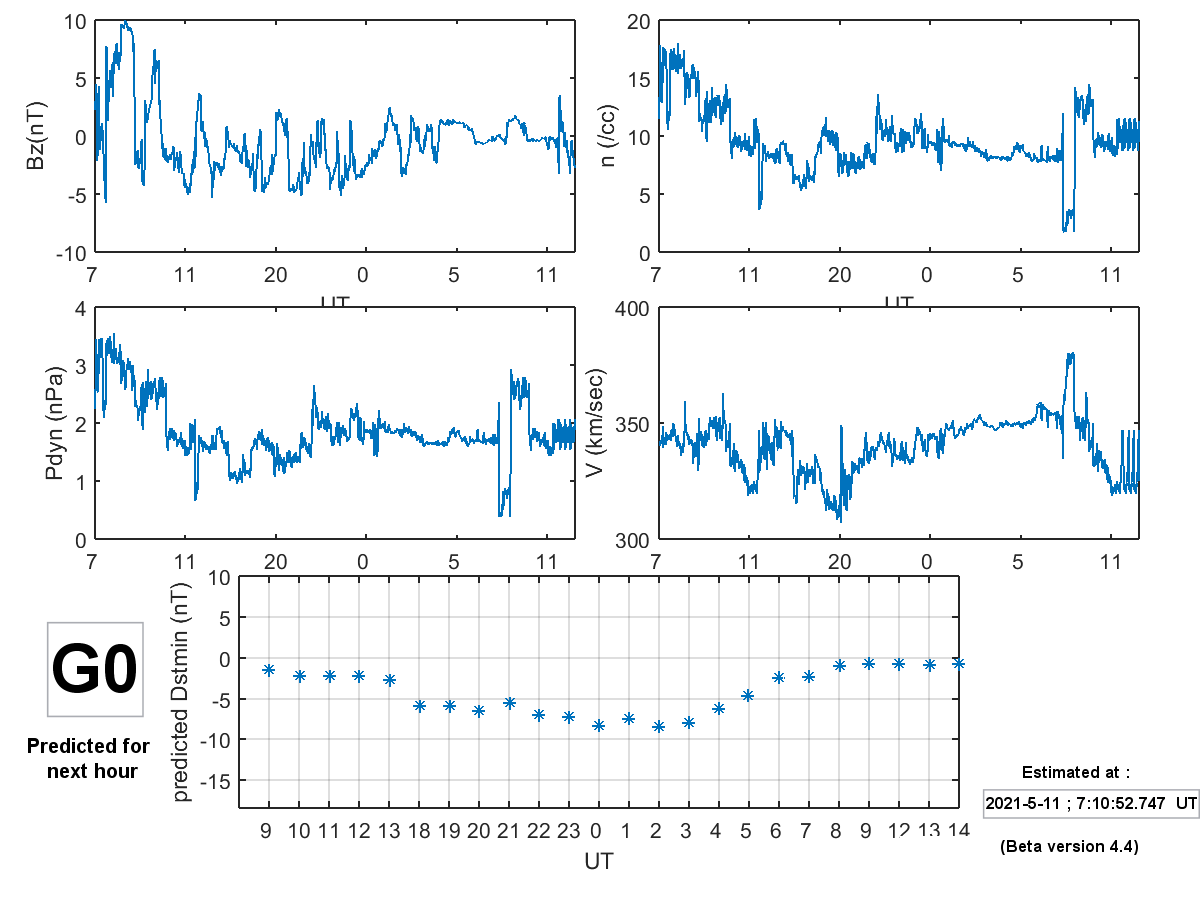 10
5
0
-5
-10
Bz(nT)
7 11 20 0 5 11
UT
20
15
10
5
0
n (/cc)
7 11 20 0 5 11
UT
4
3
2
1
0
Pdyn (nPa)
7 11 20 0 5 11
400
350
300
V (km/sec)
7 11 20 0 5 11
G0
Predicted for
next hour
10
5
0
-5
-10
-15
predicted Dstmin (nT)
9 10 11 12 13 18 19 20 21 22 23 0 1 2 3 4 5 6 7 8 9 12 13 14
UT
Estimated at :
2021-5-11 ; 7:10:52.747 UT
(Beta version 4.4)